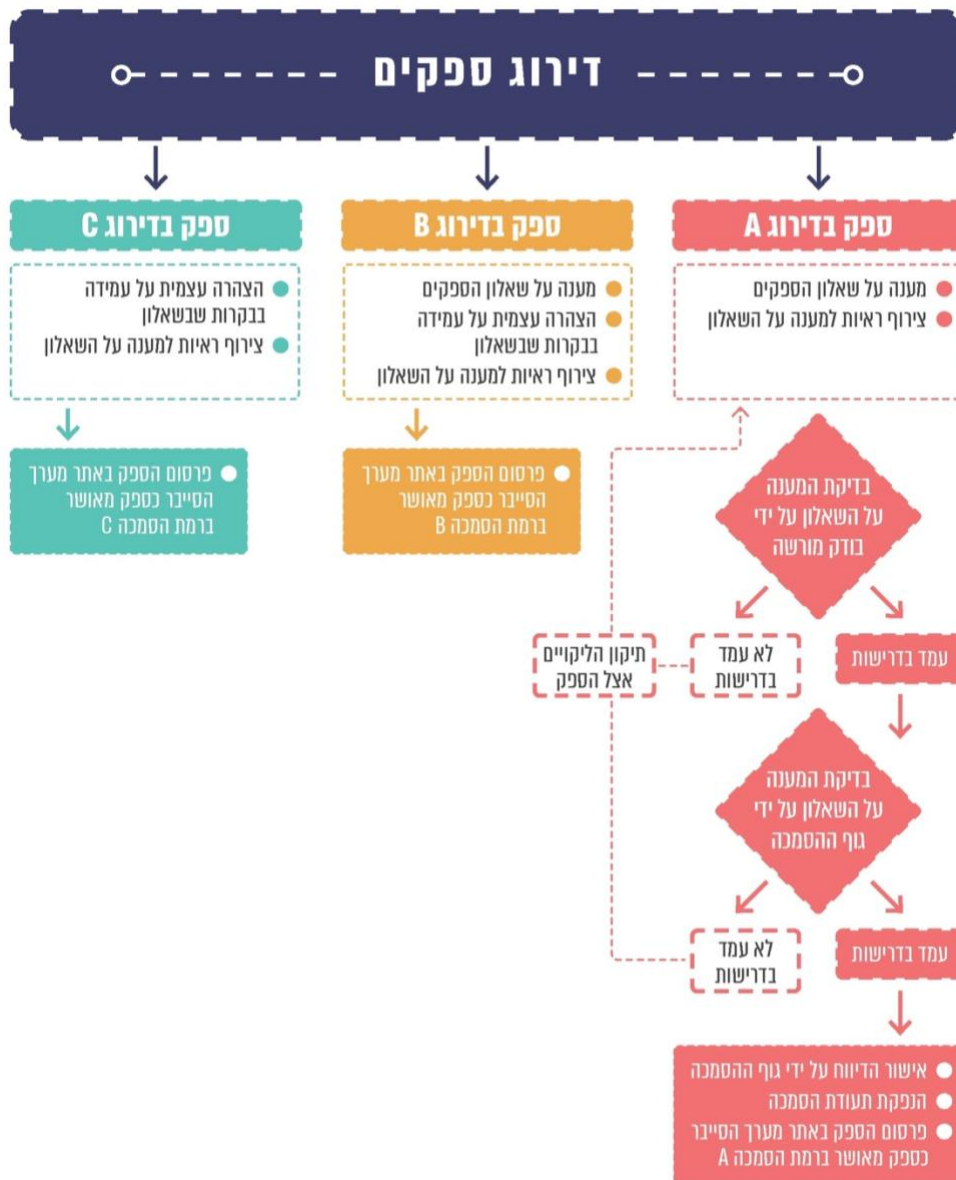 דירוג ספקים
ספק בדירוג A
מענה על שאלון הספקים
צירוף ראיות למענה על השאלון
בדיקת המענה
על השאלון על ידי
בודק מורשה
עמד בדרישות
לא עמד
בדרישות
תיקון הליקויים
אצל הספק
בדיקת המענה
על השאלון על ידי
גוף ההסמכה
עמד בדרישות
לא עמד
בדרישות
אישור הדיווח על ידי גוף ההסמכה
הנפקת תעודת הסמכה
פרסום הספק באתר מערך הסייבר
כספק מאושר ברמת הסמכה A
ספק בדירוג B
מענה על שאלון הספקים
הצהרה עצמית על עמידה
בבקרות שבשאלון
צירוף ראיות למענה על השאלון
פרסום הספק באתר מערך
הסייבר כספק מאושר
ברמת הסמכה B
ספק בדירוג C
הצהרה עצמית על עמידה
בבקרות שבשאלון
צירוף ראיות למענה על השאלון
פרסום הספק באתר מערך
הסייבר כספק מאושר
ברמת הסמכה C